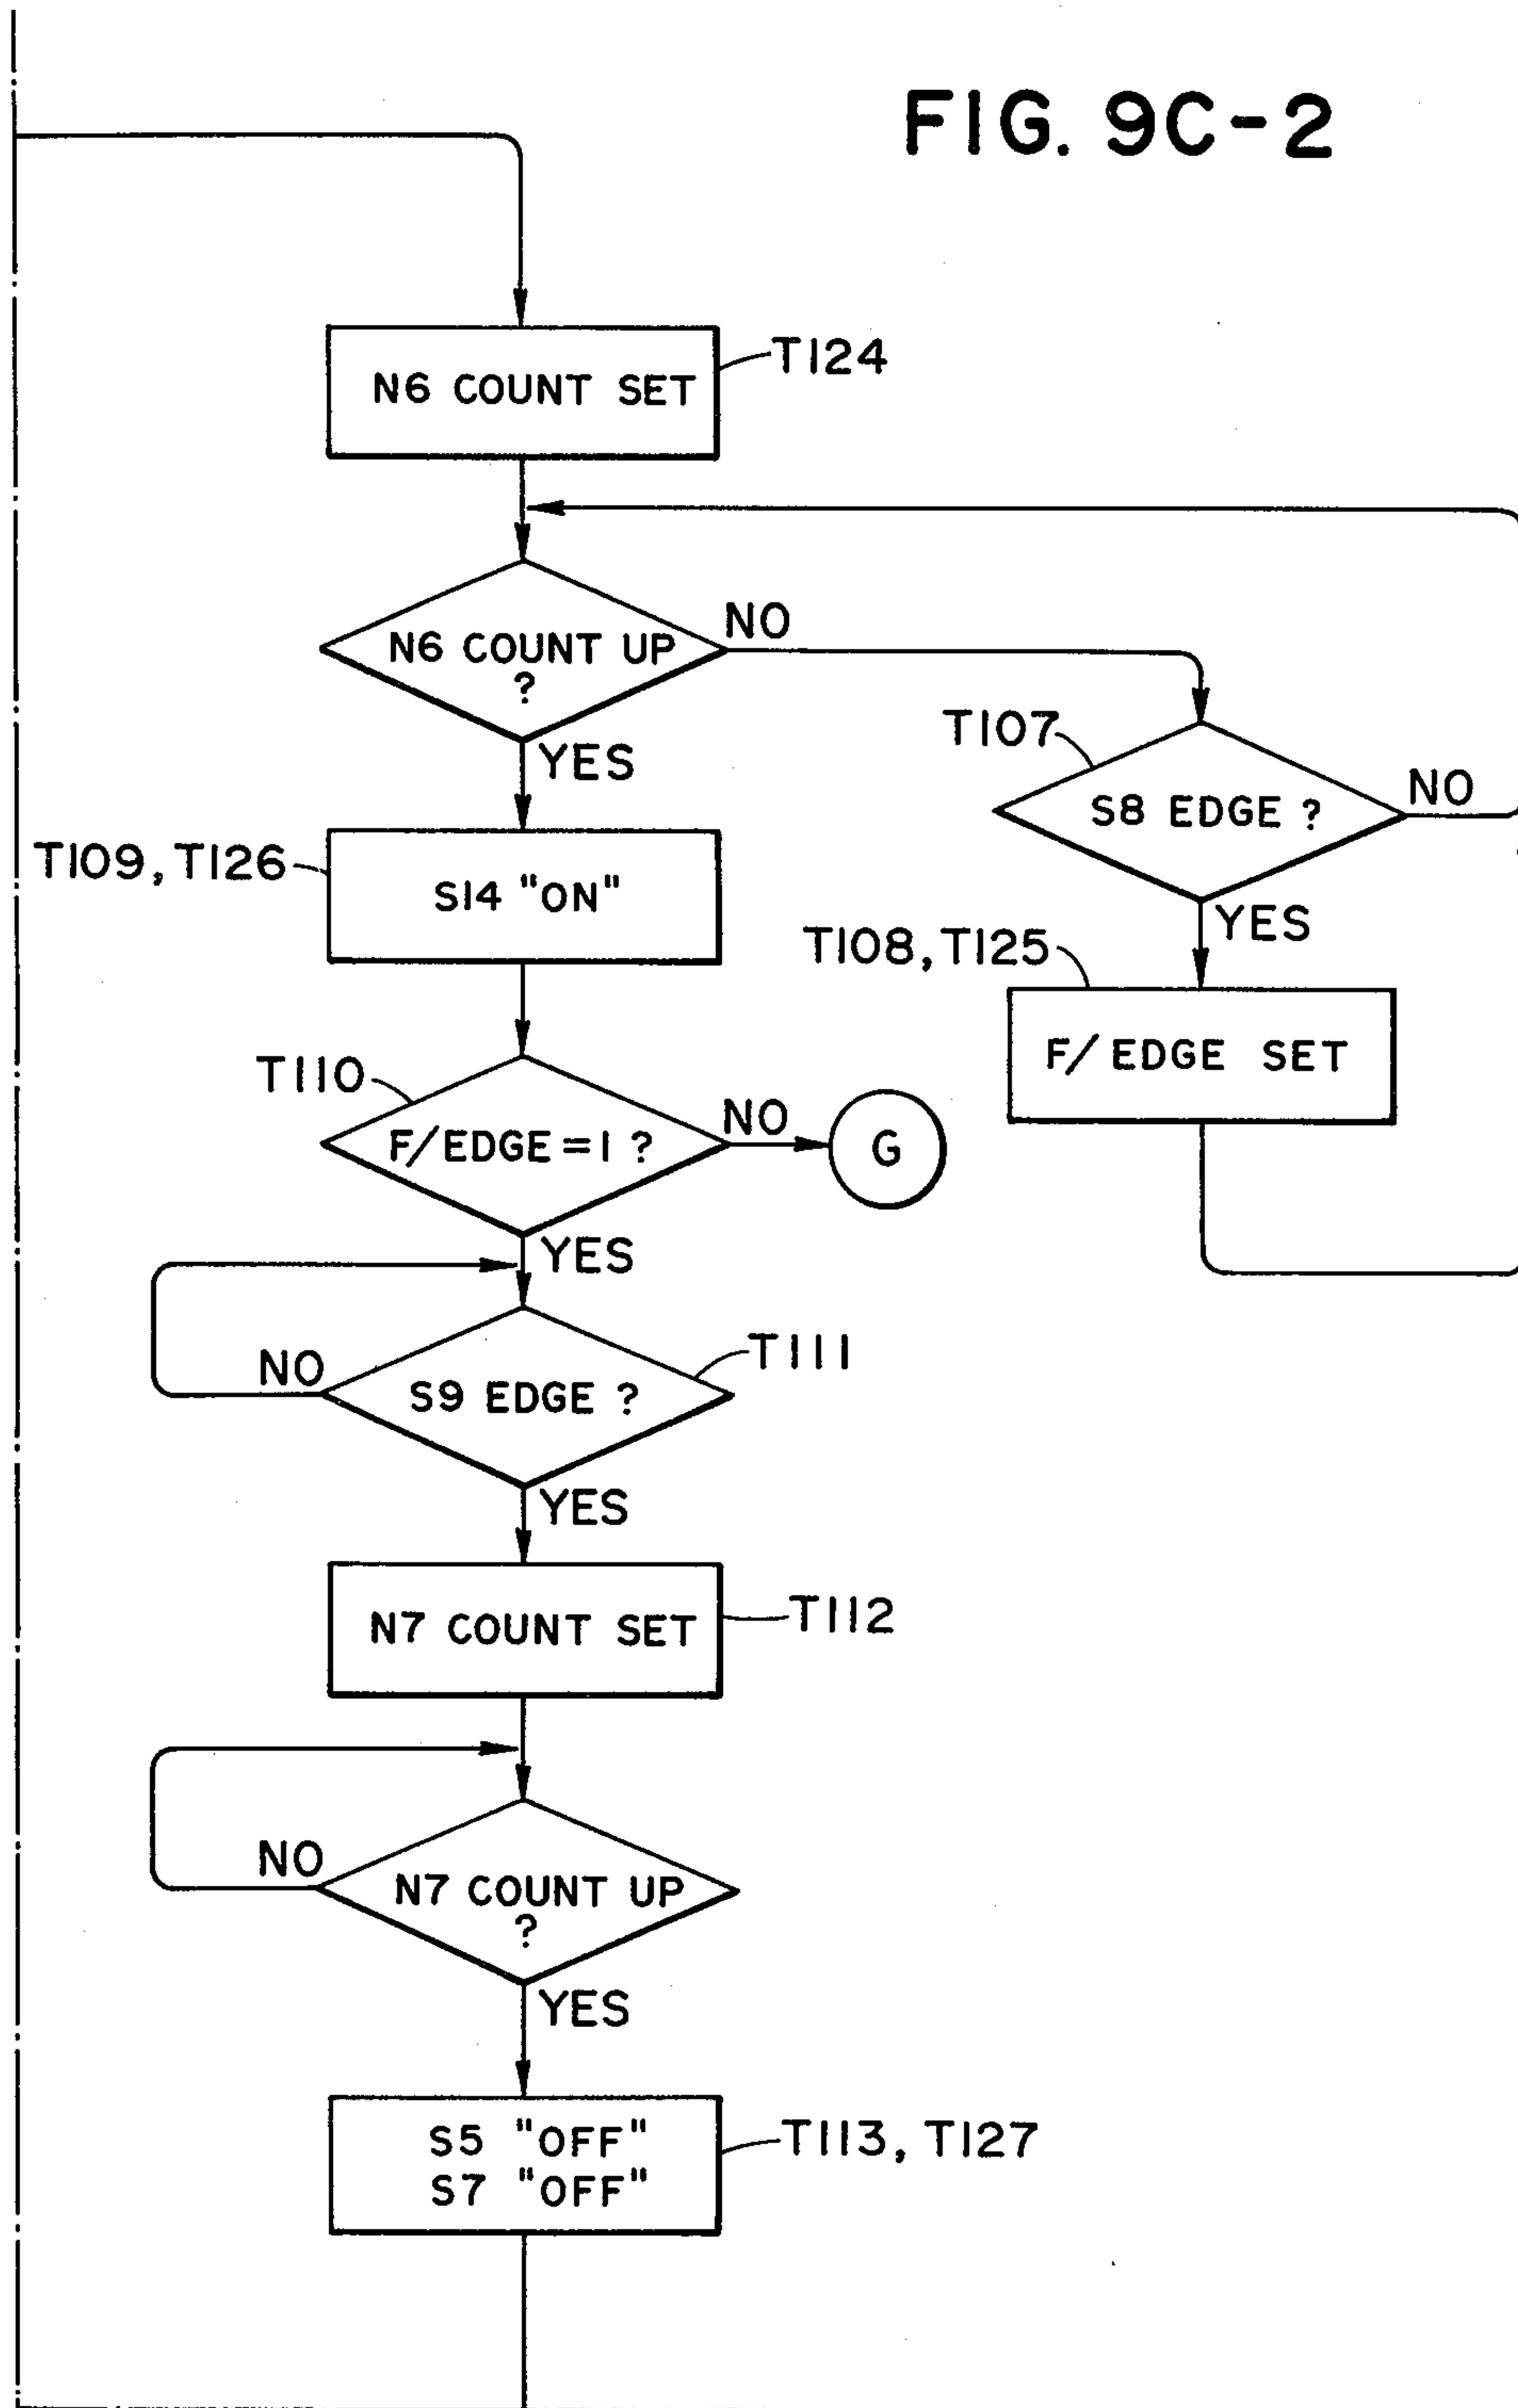 FIG. 9C-2
T124
N6 COUNT SET
N6 COUNT UP
?
NO
YES
T107
S8 EDGE ?
NO
YES
T109, T126
S14 "ON"
T108, T125
F/EDGE SET
T110
F/EDGE = 1 ?
NO
G
YES
T111
S9 EDGE ?
NO
YES
N7 COUNT SET
T112
N7 COUNT UP
?
NO
YES
S5 "OFF"
S7 "OFF"
T113, T127